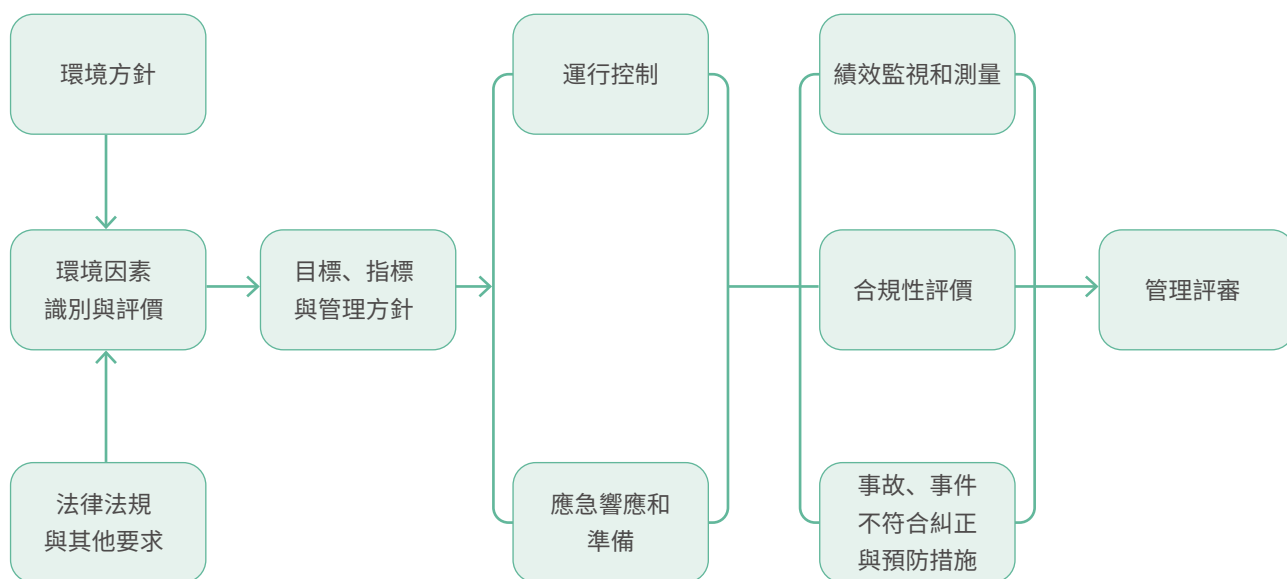 環境方針
環境因素
識別與評價
法律法規
與其他要求
目標、指標
與管理方針
運行控制
應急響應和
準備
績效監視和測量
合規性評價
事故、事件
不符合糾正
與預防措施
管理評審